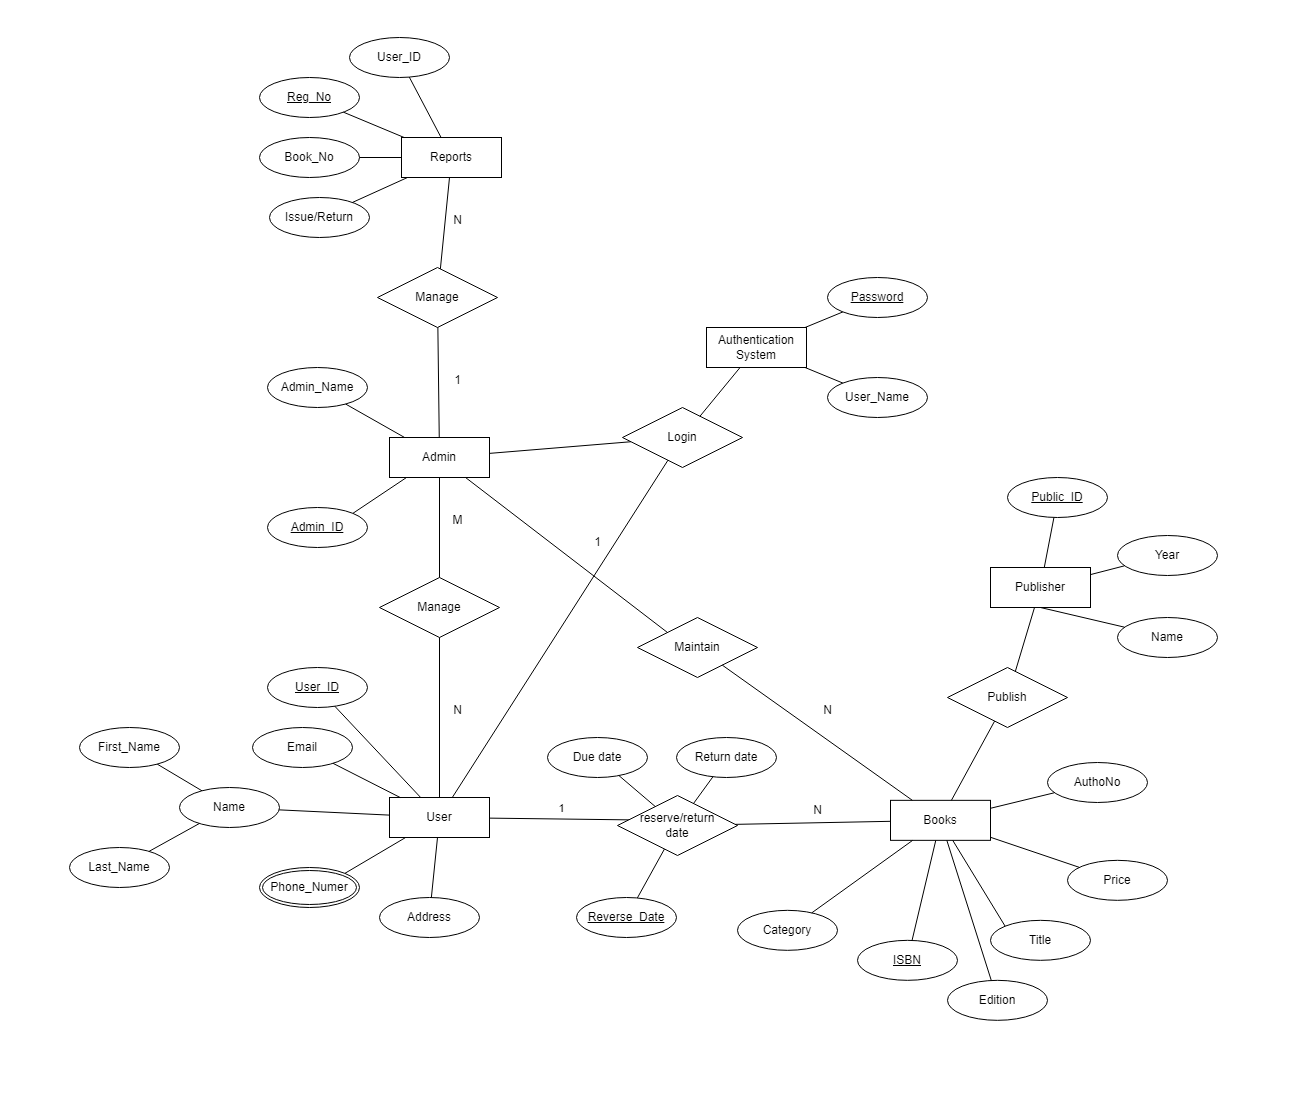 User_ID
Reg_No
Book_No
Reports
Issue/Return
N
Manage
Password
Authentication
System
1
Admin_Name
User_Name
Login
Admin
Public_ID
M
Admin_ID
1
Year
Publisher
Manage
Name
Maintain
User_ID
Publish
N
N
First_Name
Email
Due date
Return date
AuthoNo
Name
1
N
User
reserve/return
date
Books
Last_Name
Phone_Numer
Price
Address
Reverse_Date
Category
Title
ISBN
Edition